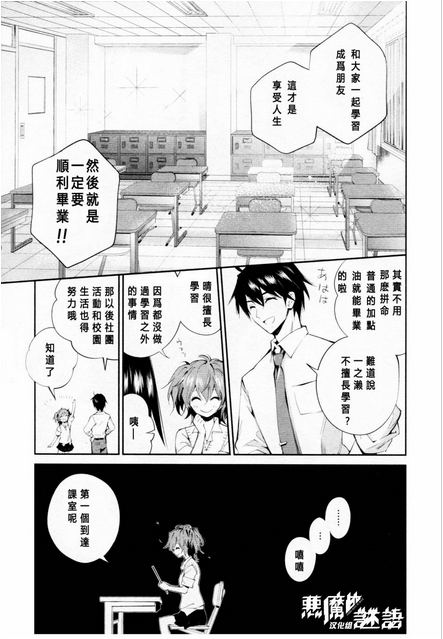 和大家一起學習
成爲朋友
這才是
享受人生
然後就是
一定要
順利畢業!!
其實不用
那麽拼命
普通的加點
油就能畢業
的啦
あはは
難道說
一之瀨
不擅長學習?
晴很擅長
學習
因爲都沒做
過學習之外
的事情
咦—
那以後社團
活動和校園
生活也得
努力哦
知道了
……
嘻嘻
第一個到達
課室呢
惡魔的謎語
汉化组